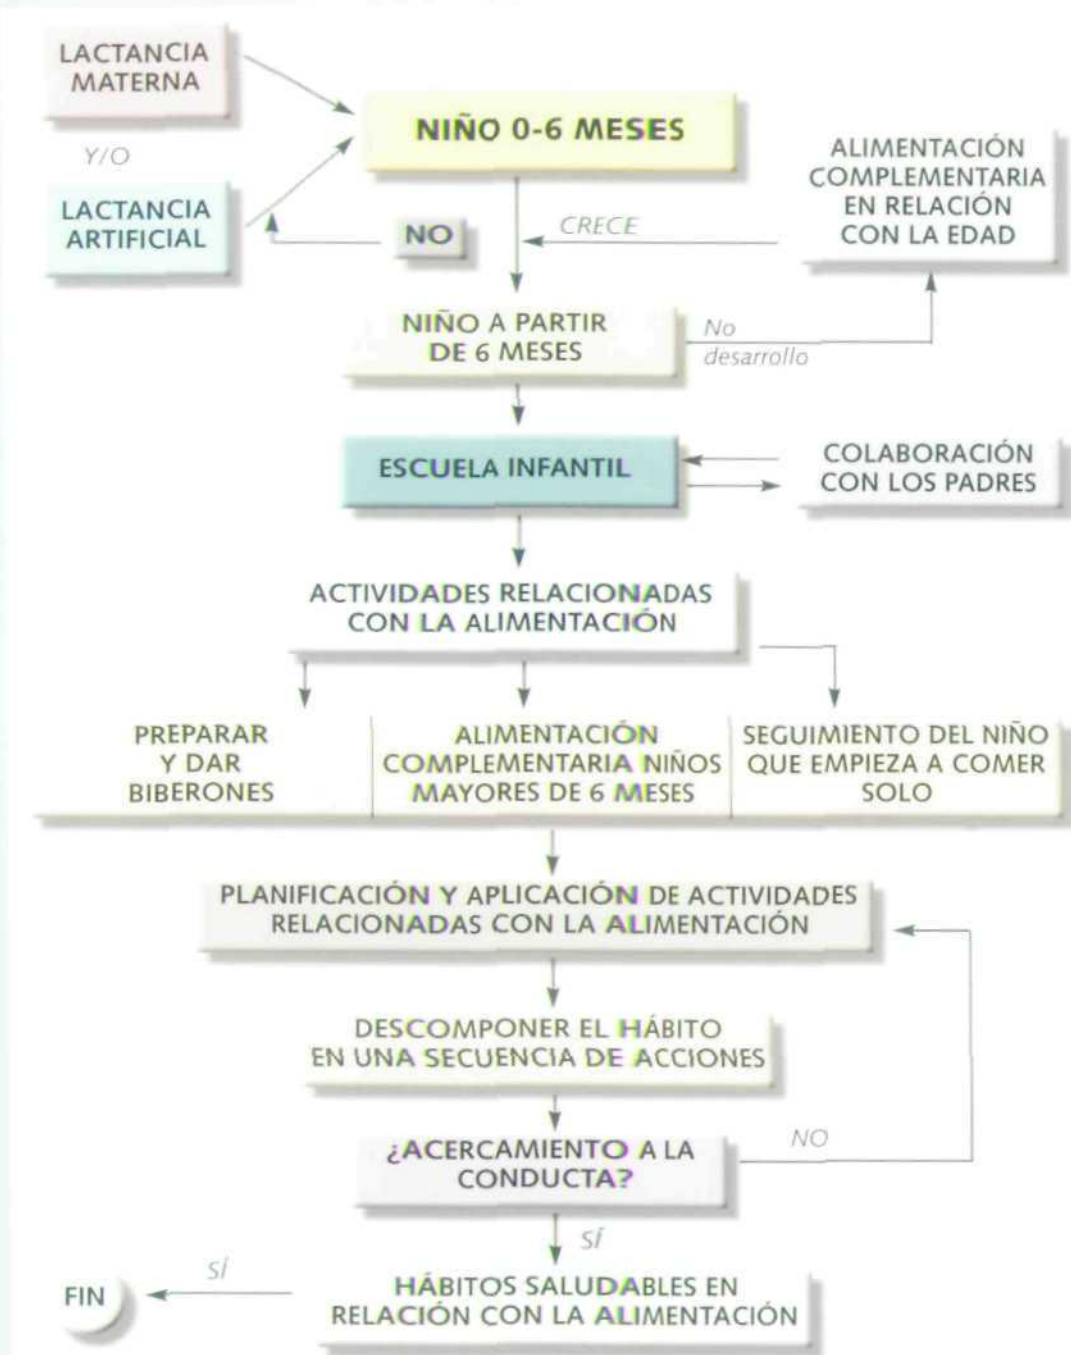 LACTANCIA
MATERNA
Y/O
LACTANCIA
ARTIFICIAL
NIÑO 0-6 MESES
NO
CRECE
ALIMENTACIÓN
COMPLEMENTARIA
EN RELACIÓN
CON LA EDAD
NIÑO A PARTIR
DE 6 MESES
No
desarrollo
ESCUELA INFANTIL
COLABORACIÓN
CON LOS PADRES
ACTIVIDADES RELACIONADAS
CON LA ALIMENTACIÓN
PREPARAR
Y DAR
BIBERONES
ALIMENTACIÓN
COMPLEMENTARIA NIÑOS
MAYORES DE 6 MESES
SEGUIMIENTO DEL NIÑO
QUE EMPIEZA A COMER
SOLO
PLANIFICACIÓN Y APLICACIÓN DE ACTIVIDADES
RELACIONADAS CON LA ALIMENTACIÓN
DESCOMPONER EL HÁBITO
EN UNA SECUENCIA DE ACCIONES
¿ACERCAMIENTO A LA
CONDUCTA?
NO
SÍ
HÁBITOS SALUDABLES EN
RELACIÓN CON LA ALIMENTACIÓN
SÍ
FIN